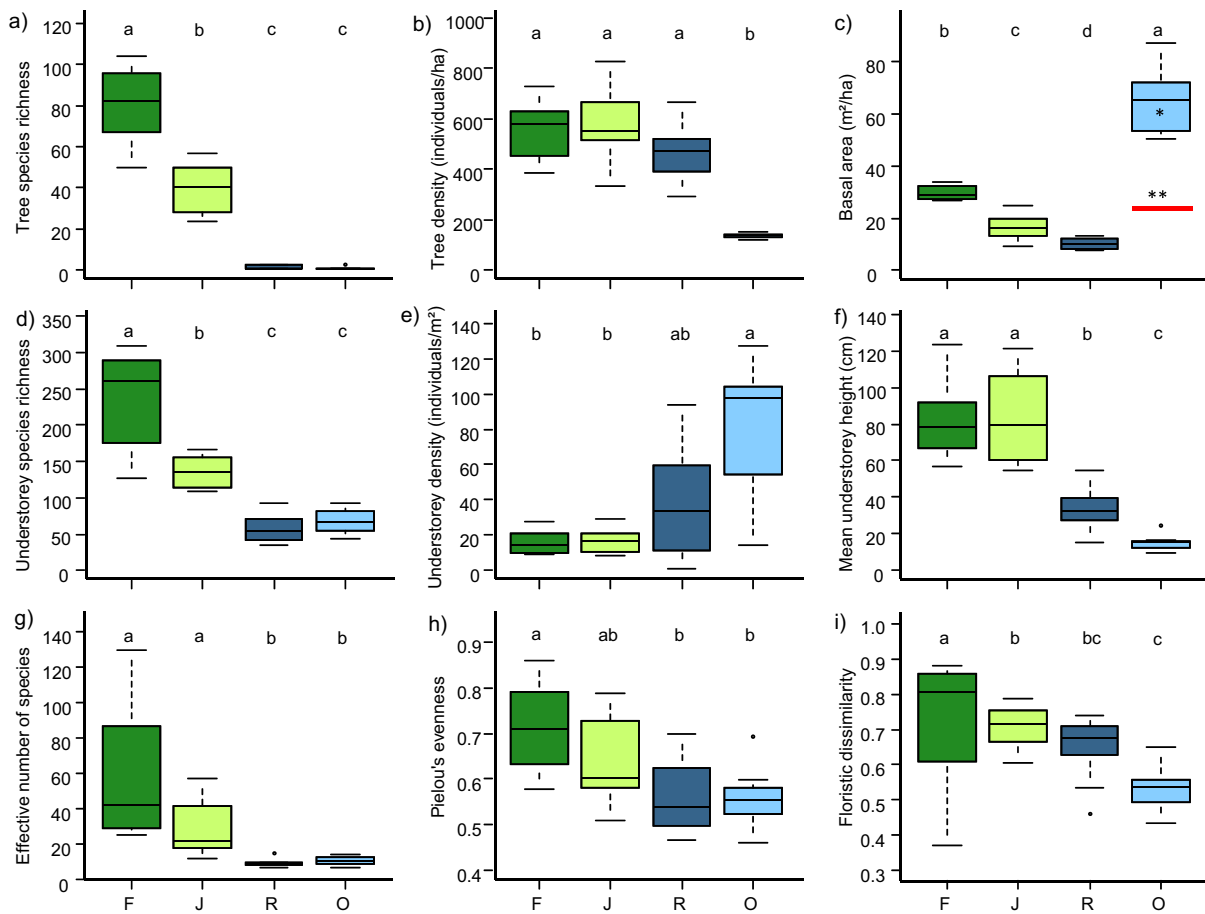 a)
Tree species richness
120
100
80
60
40
20
0
a b c c
b)
Tree density (individuals/ha)
1000
800
600
400
200
0
a a a b
c)
Basal area (m²/ha)
80
60
40
20
0
b c d a
*
**
d)
Understorey species richness
350
300
250
200
150
100
50
0
a b c c
e)
Understorey density (individuals/m²)
140
120
100
80
60
40
20
0
b b ab a
f)
Mean understorey height (cm)
140
120
100
80
60
40
20
0
a a b c
g)
Effective number of species
140
120
100
80
60
40
20
0
a a b b
F J R O
h)
Pielou's evenness
0.9
0.8
0.7
0.6
0.5
0.4
a ab b b
F J R O
i)
Floristic dissimilarity
1.0
0.9
0.8
0.7
0.6
0.5
0.4
0.3
a b bc c
F J R O